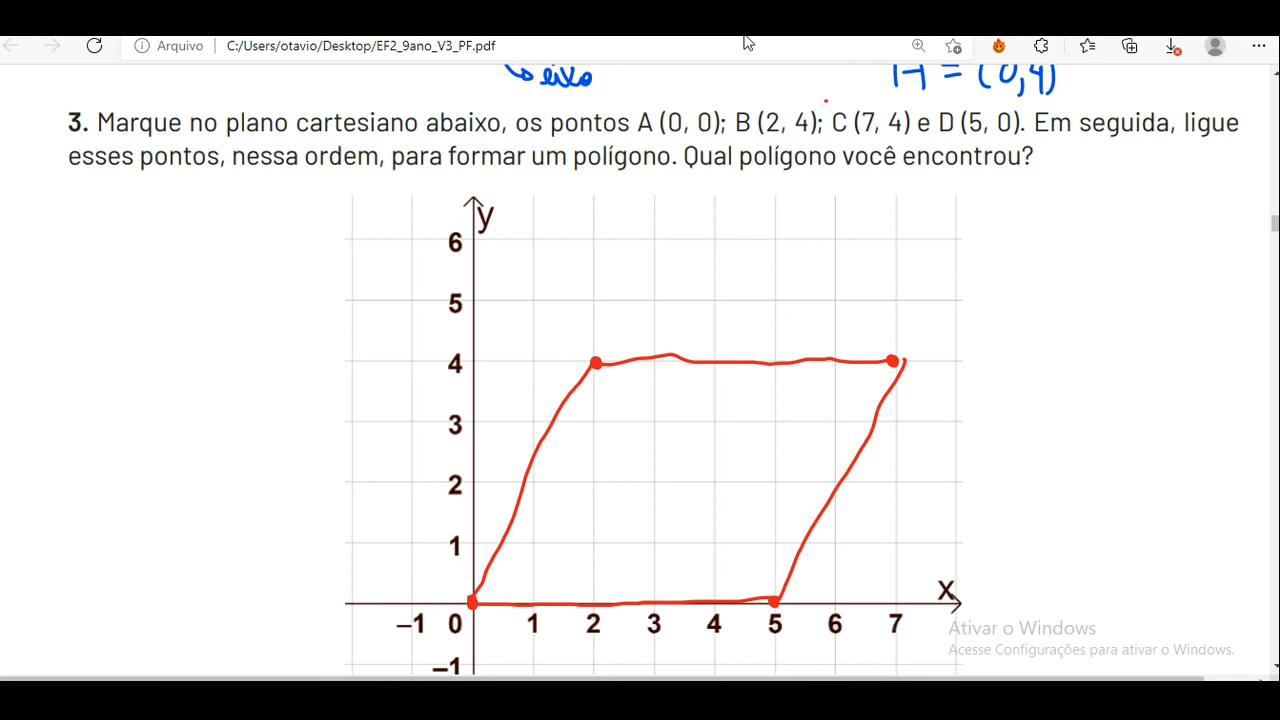 Arquivo C:/Users/otavio/Desktop/EF2_9ano_V3_PF.pdf
↳ eixo H = (0,4)
3. Marque no plano cartesiano abaixo, os pontos A (0, 0); B (2, 4); C (7, 4) e D (5, 0). Em seguida, ligue
esses pontos, nessa ordem, para formar um polígono. Qual polígono você encontrou?
y
6
5
4
3
2
1
x
–1 0 1 2 3 4 5 6 7
–1
Ativar o Windows
Acesse Configurações para ativar o Windows.